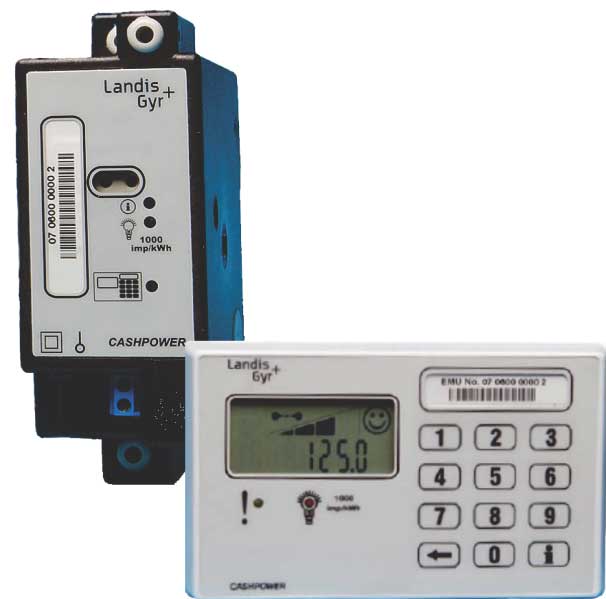 Landis
Gyr+
07 0600 0000 2
i
1000
imp/kWh
CASHPOWER
Landis
Gyr+
EMU No. 07 0600 0000 2
125.0
1 2 3
4 5 6
7 8 9
0 i
!
1000
imp/kWh
CASHPOWER